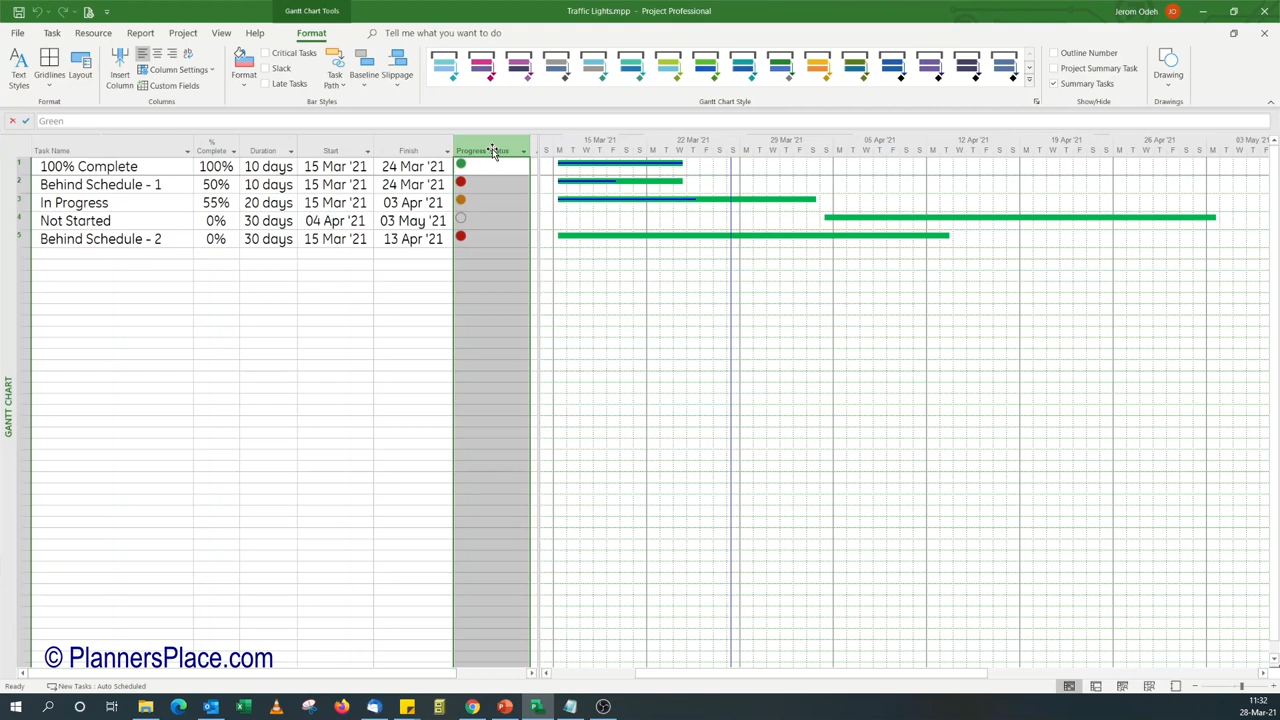 Gantt Chart Tools
Traffic Lights.mpp - Project Professional
Jerom Odeh
JO
File Task Resource Report Project View Help Format Tell me what you want to do
Text Styles
Gridlines
Layout
Format
Insert Column
Column Settings
Custom Fields
Columns
Format
Critical Tasks
Slack
Late Tasks
Task Path
Baseline
Slippage
Bar Styles
Gantt Chart Style
Outline Number
Project Summary Task
Summary Tasks
Show/Hide
Drawing
Drawings
Green
Task Name % Complete Duration Start Finish Progress Status
15 Mar '21 22 Mar '21 29 Mar '21 05 Apr '21 12 Apr '21 19 Apr '21 26 Apr '21 03 May '21
S M T W T F S S M T W T F S S M T W T F S S M T W T F S S M T W T F S S M T W T F S S M T W T F S S M T W T F
1 100% Complete 100% 10 days 15 Mar '21 24 Mar '21
2 Behind Schedule - 1 50% 10 days 15 Mar '21 24 Mar '21
3 In Progress 55% 20 days 15 Mar '21 03 Apr '21
4 Not Started 0% 30 days 04 Apr '21 03 May '21
5 Behind Schedule - 2 0% 30 days 15 Mar '21 13 Apr '21
GANTT CHART
© PlannersPlace.com
Ready New Tasks : Auto Scheduled
11:32
28-Mar-21